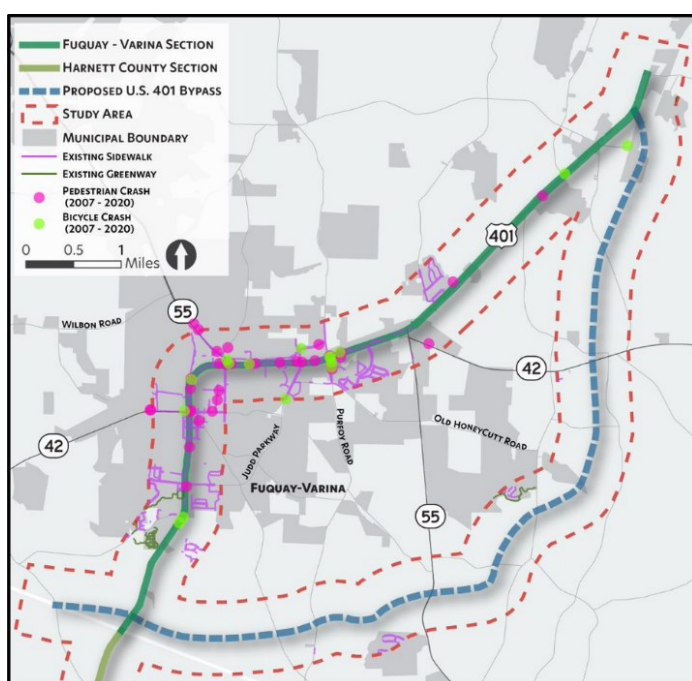 Fuquay - Varina Section
Harnett County Section
Proposed U.S. 401 Bypass
Study Area
Municipal Boundary
Existing Sidewalk
Existing Greenway
Pedestrian Crash
(2007 - 2020)
Bicycle Crash
(2007 - 2020)
0 0.5 1
Miles
401
55
Wilbon Road
42
Old HoneyCutt Road
Purfoy Road
Judd Parkway
42
Fuquay-Varina
55